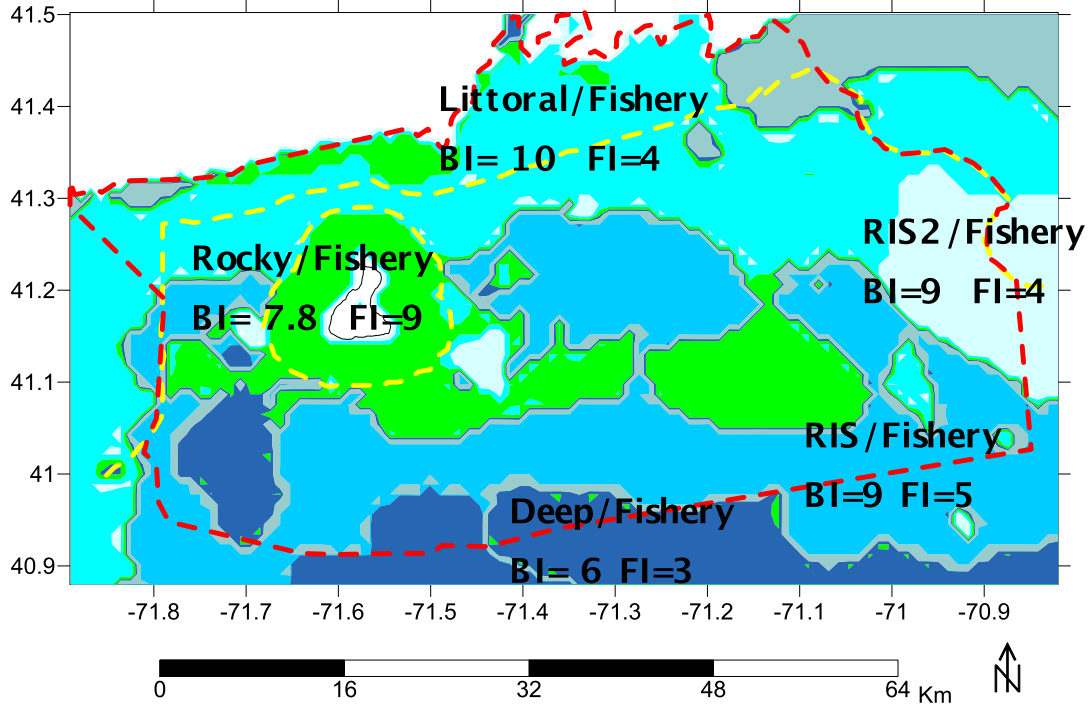 41.5
41.4
Littoral/Fishery
BI= 10 FI=4
41.3
RIS2/Fishery
BI=9 FI=4
Rocky/Fishery
BI= 7.8 FI=9
41.2
41.1
RIS/Fishery
BI=9 FI=5
41
Deep/Fishery
BI= 6 FI=3
40.9
-71.8 -71.7 -71.6 -71.5 -71.4 -71.3 -71.2 -71.1 -71 -70.9
0 16 32 48 64 Km
N